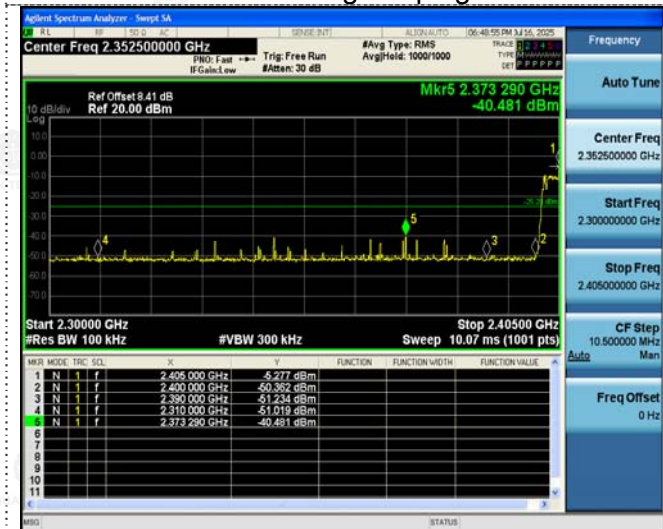 Agilent Spectrum Analyzer - Swept SA
RL RF 50 Ω AC SENSE:INT ALIGN AUTO 06:48:55 PM Jul 16, 2025
Center Freq 2.352500000 GHz
PNO: Fast
IFGain:Low
Trig: Free Run
#Atten: 30 dB
#Avg Type: RMS
Avg|Hold: 1000/1000
TRACE 1 2 3 4 5 6
TYPE
DET P P P P P P
Frequency
Auto Tune
Center Freq
2.352500000 GHz
Start Freq
2.300000000 GHz
Stop Freq
2.405000000 GHz
CF Step
10.500000 MHz
Auto Man
Freq Offset
0 Hz
Ref Offset 8.41 dB
Ref 20.00 dBm
10 dB/div
Log
Mkr5 2.373 290 GHz
-40.481 dBm
10.0
0.00
-10.0
-20.0
-30.0
-40.0
-50.0
-60.0
-70.0
1
2
3
4
5
Start 2.30000 GHz
Stop 2.40500 GHz
#Res BW 100 kHz
#VBW 300 kHz
Sweep 10.07 ms (1001 pts)
MKR MODE TRC SCL X Y FUNCTION FUNCTION WIDTH FUNCTION VALUE
1 N 1 f 2.405 000 GHz -5.277 dBm
2 N 1 f 2.400 000 GHz -50.362 dBm
3 N 1 f 2.390 000 GHz -51.234 dBm
4 N 1 f 2.310 000 GHz -51.019 dBm
5 N 1 f 2.373 290 GHz -40.481 dBm
6
7
8
9
10
11
MSG
STATUS